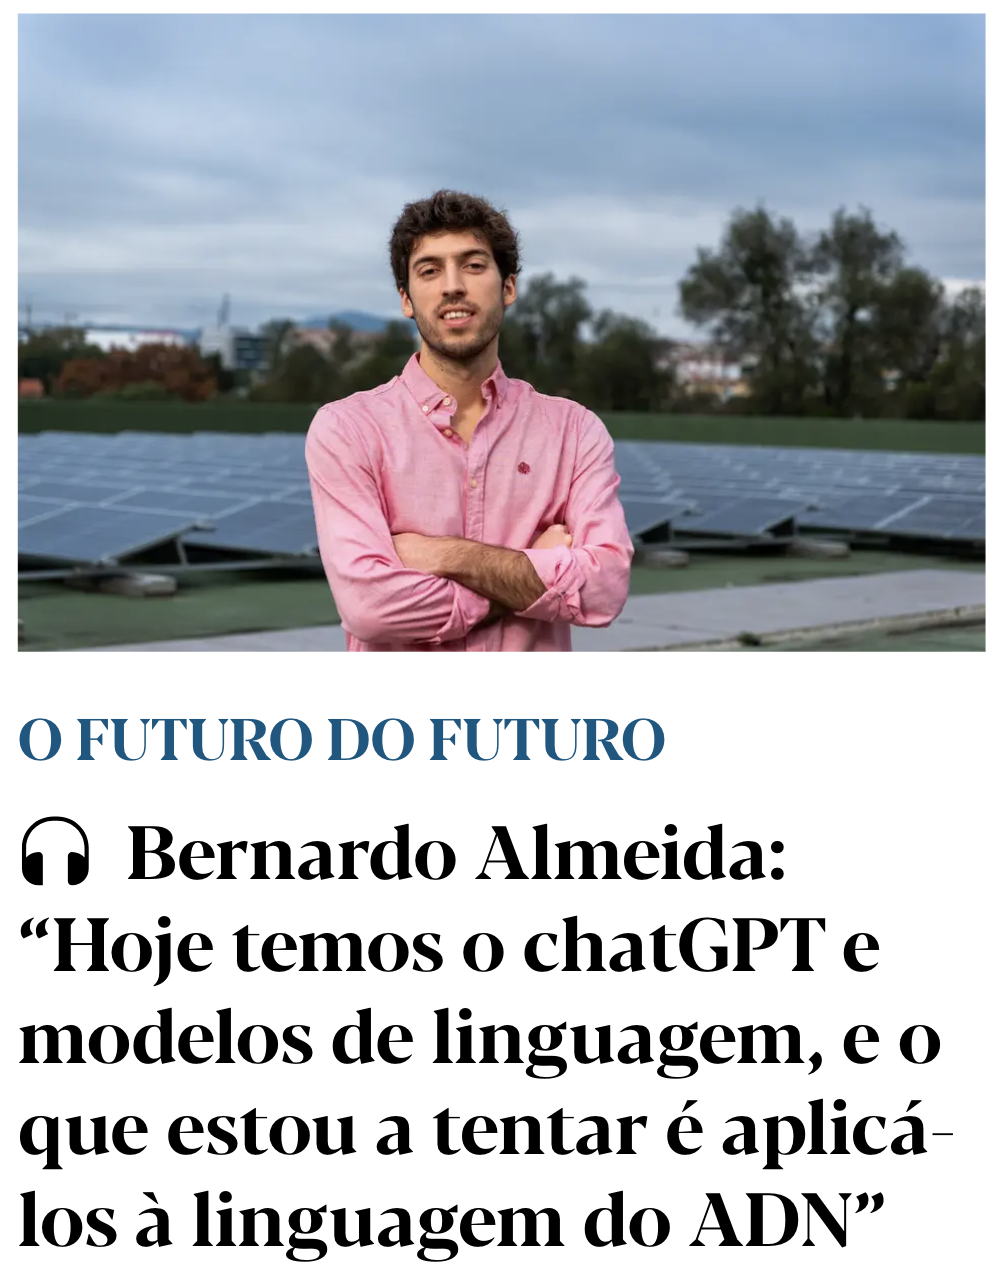 O FUTURO DO FUTURO
Bernardo Almeida:
“Hoje temos o chatGPT e
modelos de linguagem, e o
que estou a tentar é aplicá-
los à linguagem do ADN”